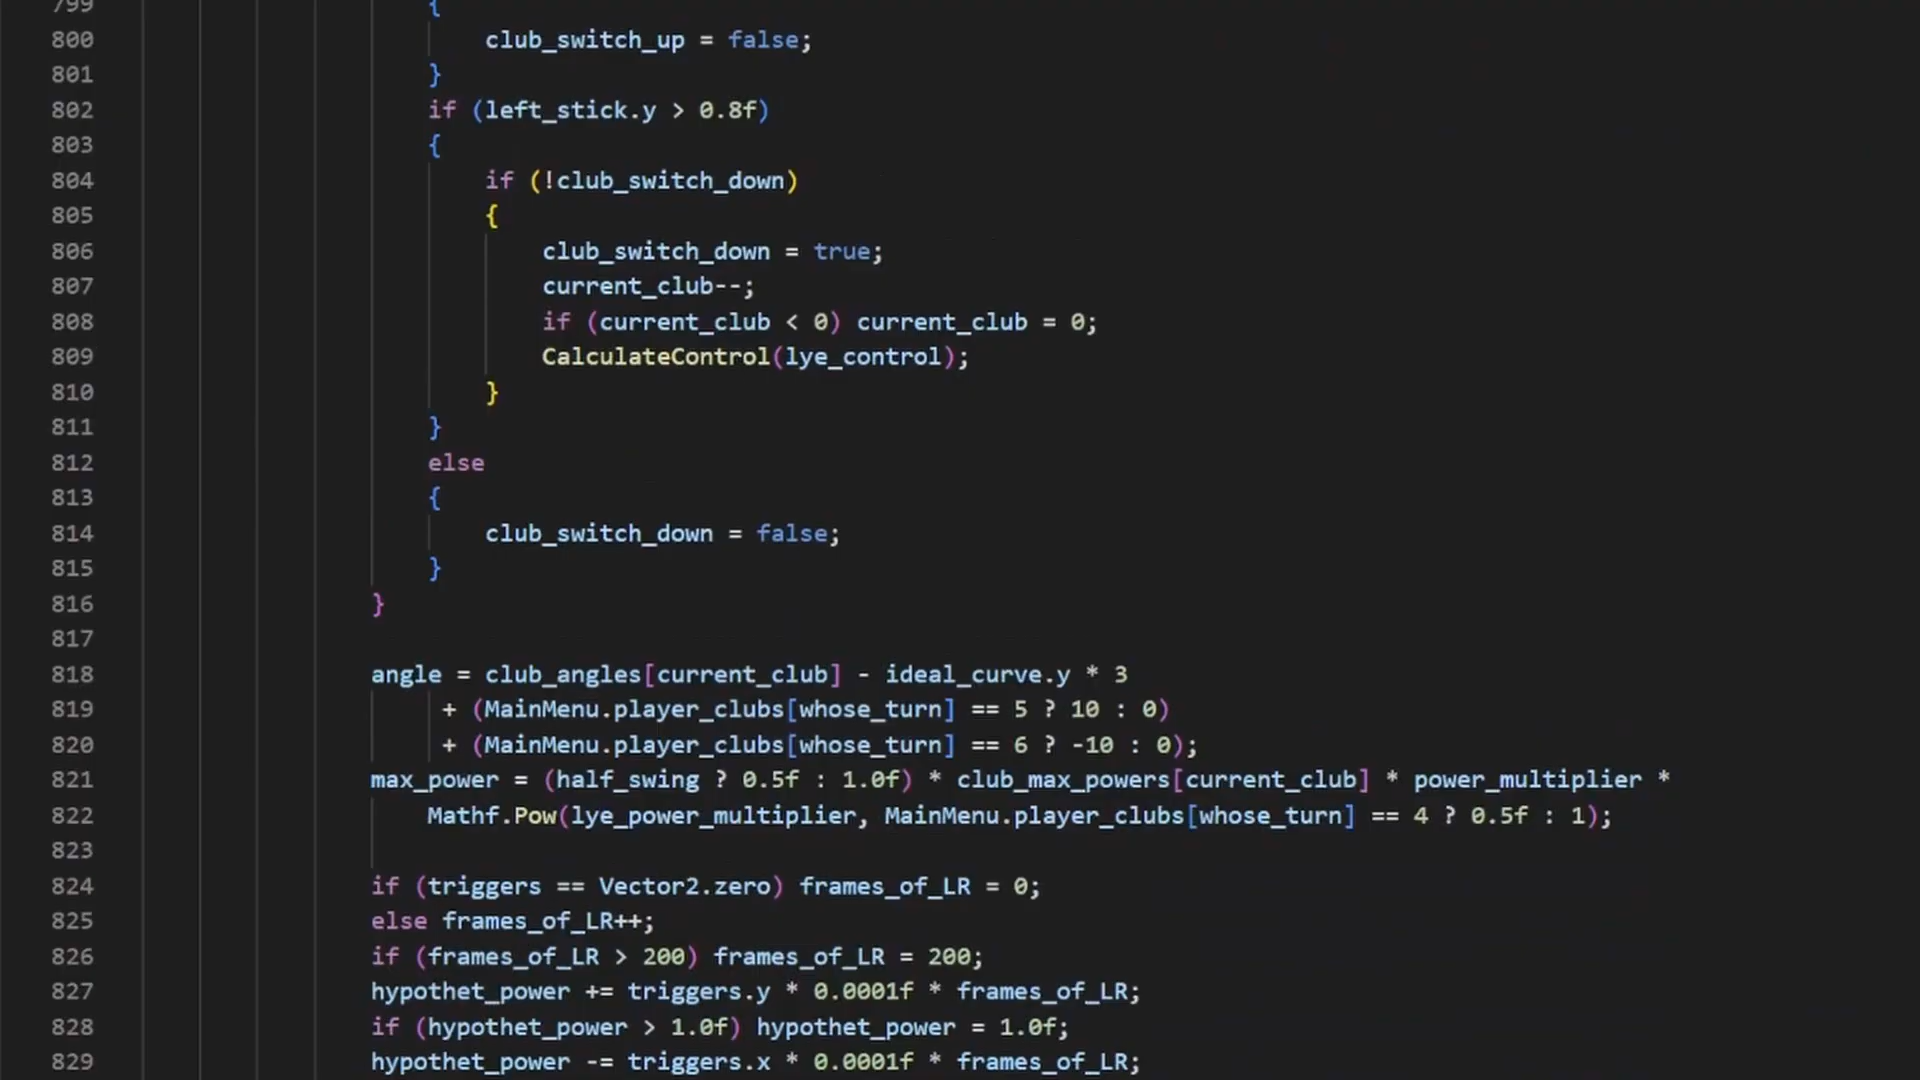 799 {
800 club_switch_up = false;
801 }
802 if (left_stick.y > 0.8f)
803 {
804 if (!club_switch_down)
805 {
806 club_switch_down = true;
807 current_club--;
808 if (current_club < 0) current_club = 0;
809 CalculateControl(lye_control);
810 }
811 }
812 else
813 {
814 club_switch_down = false;
815 }
816 }
817
818 angle = club_angles[current_club] - ideal_curve.y * 3
819 + (MainMenu.player_clubs[whose_turn] == 5 ? 10 : 0)
820 + (MainMenu.player_clubs[whose_turn] == 6 ? -10 : 0);
821 max_power = (half_swing ? 0.5f : 1.0f) * club_max_powers[current_club] * power_multiplier *
822 Mathf.Pow(lye_power_multiplier, MainMenu.player_clubs[whose_turn] == 4 ? 0.5f : 1);
823
824 if (triggers == Vector2.zero) frames_of_LR = 0;
825 else frames_of_LR++;
826 if (frames_of_LR > 200) frames_of_LR = 200;
827 hypothet_power += triggers.y * 0.0001f * frames_of_LR;
828 if (hypothet_power > 1.0f) hypothet_power = 1.0f;
829 hypothet_power -= triggers.x * 0.0001f * frames_of_LR;